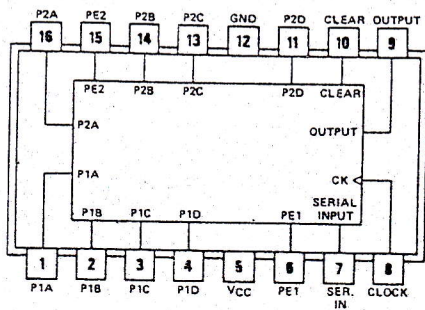 P2A PE2 P2B P2C GND P2D CLEAR OUTPUT
16 15 14 13 12 11 10 9
PE2 P2B P2C P2D CLEAR
P2A
OUTPUT
P1A
CK
SERIAL
INPUT
P1B P1C P1D PE1
1 2 3 4 5 6 7 8
P1A P1B P1C P1D VCC PE1 SER. CLOCK
IN